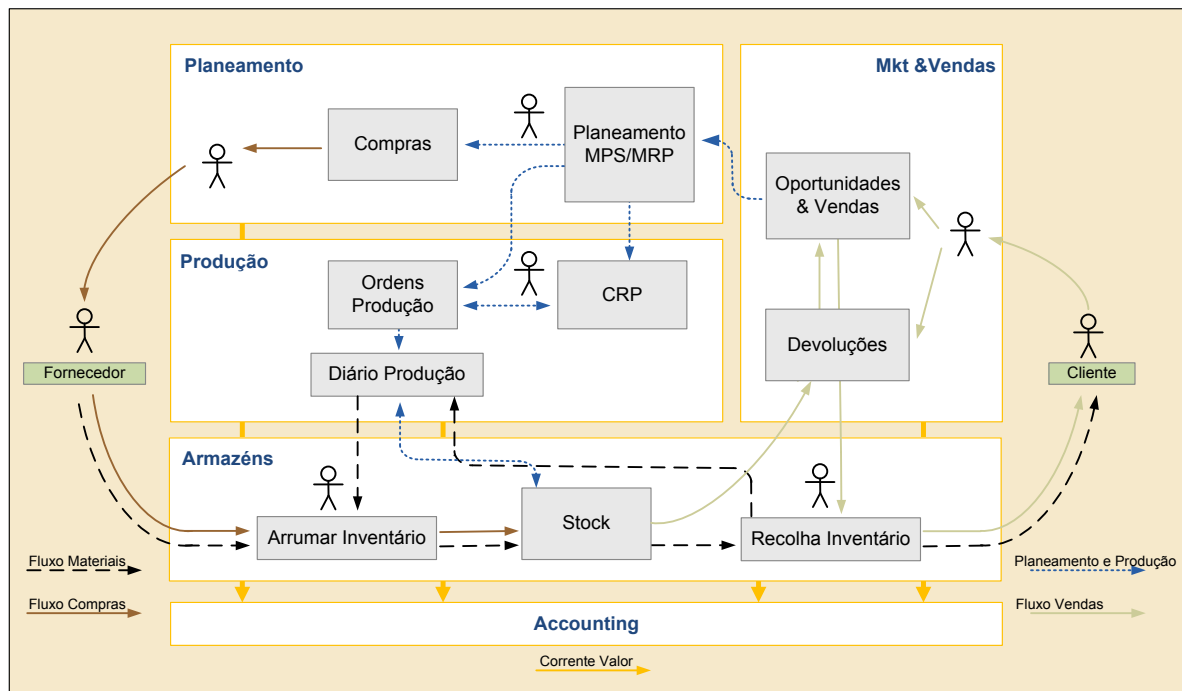 Planeamento
Mkt &Vendas
Compras
Planeamento
MPS/MRP
Oportunidades
& Vendas
Produção
Ordens
Produção
CRP
Devoluções
Fornecedor
Diário Produção
Cliente
Armazéns
Arrumar Inventário
Stock
Recolha Inventário
Fluxo Materiais
Planeamento e Produção
Fluxo Compras
Fluxo Vendas
Accounting
Corrente Valor